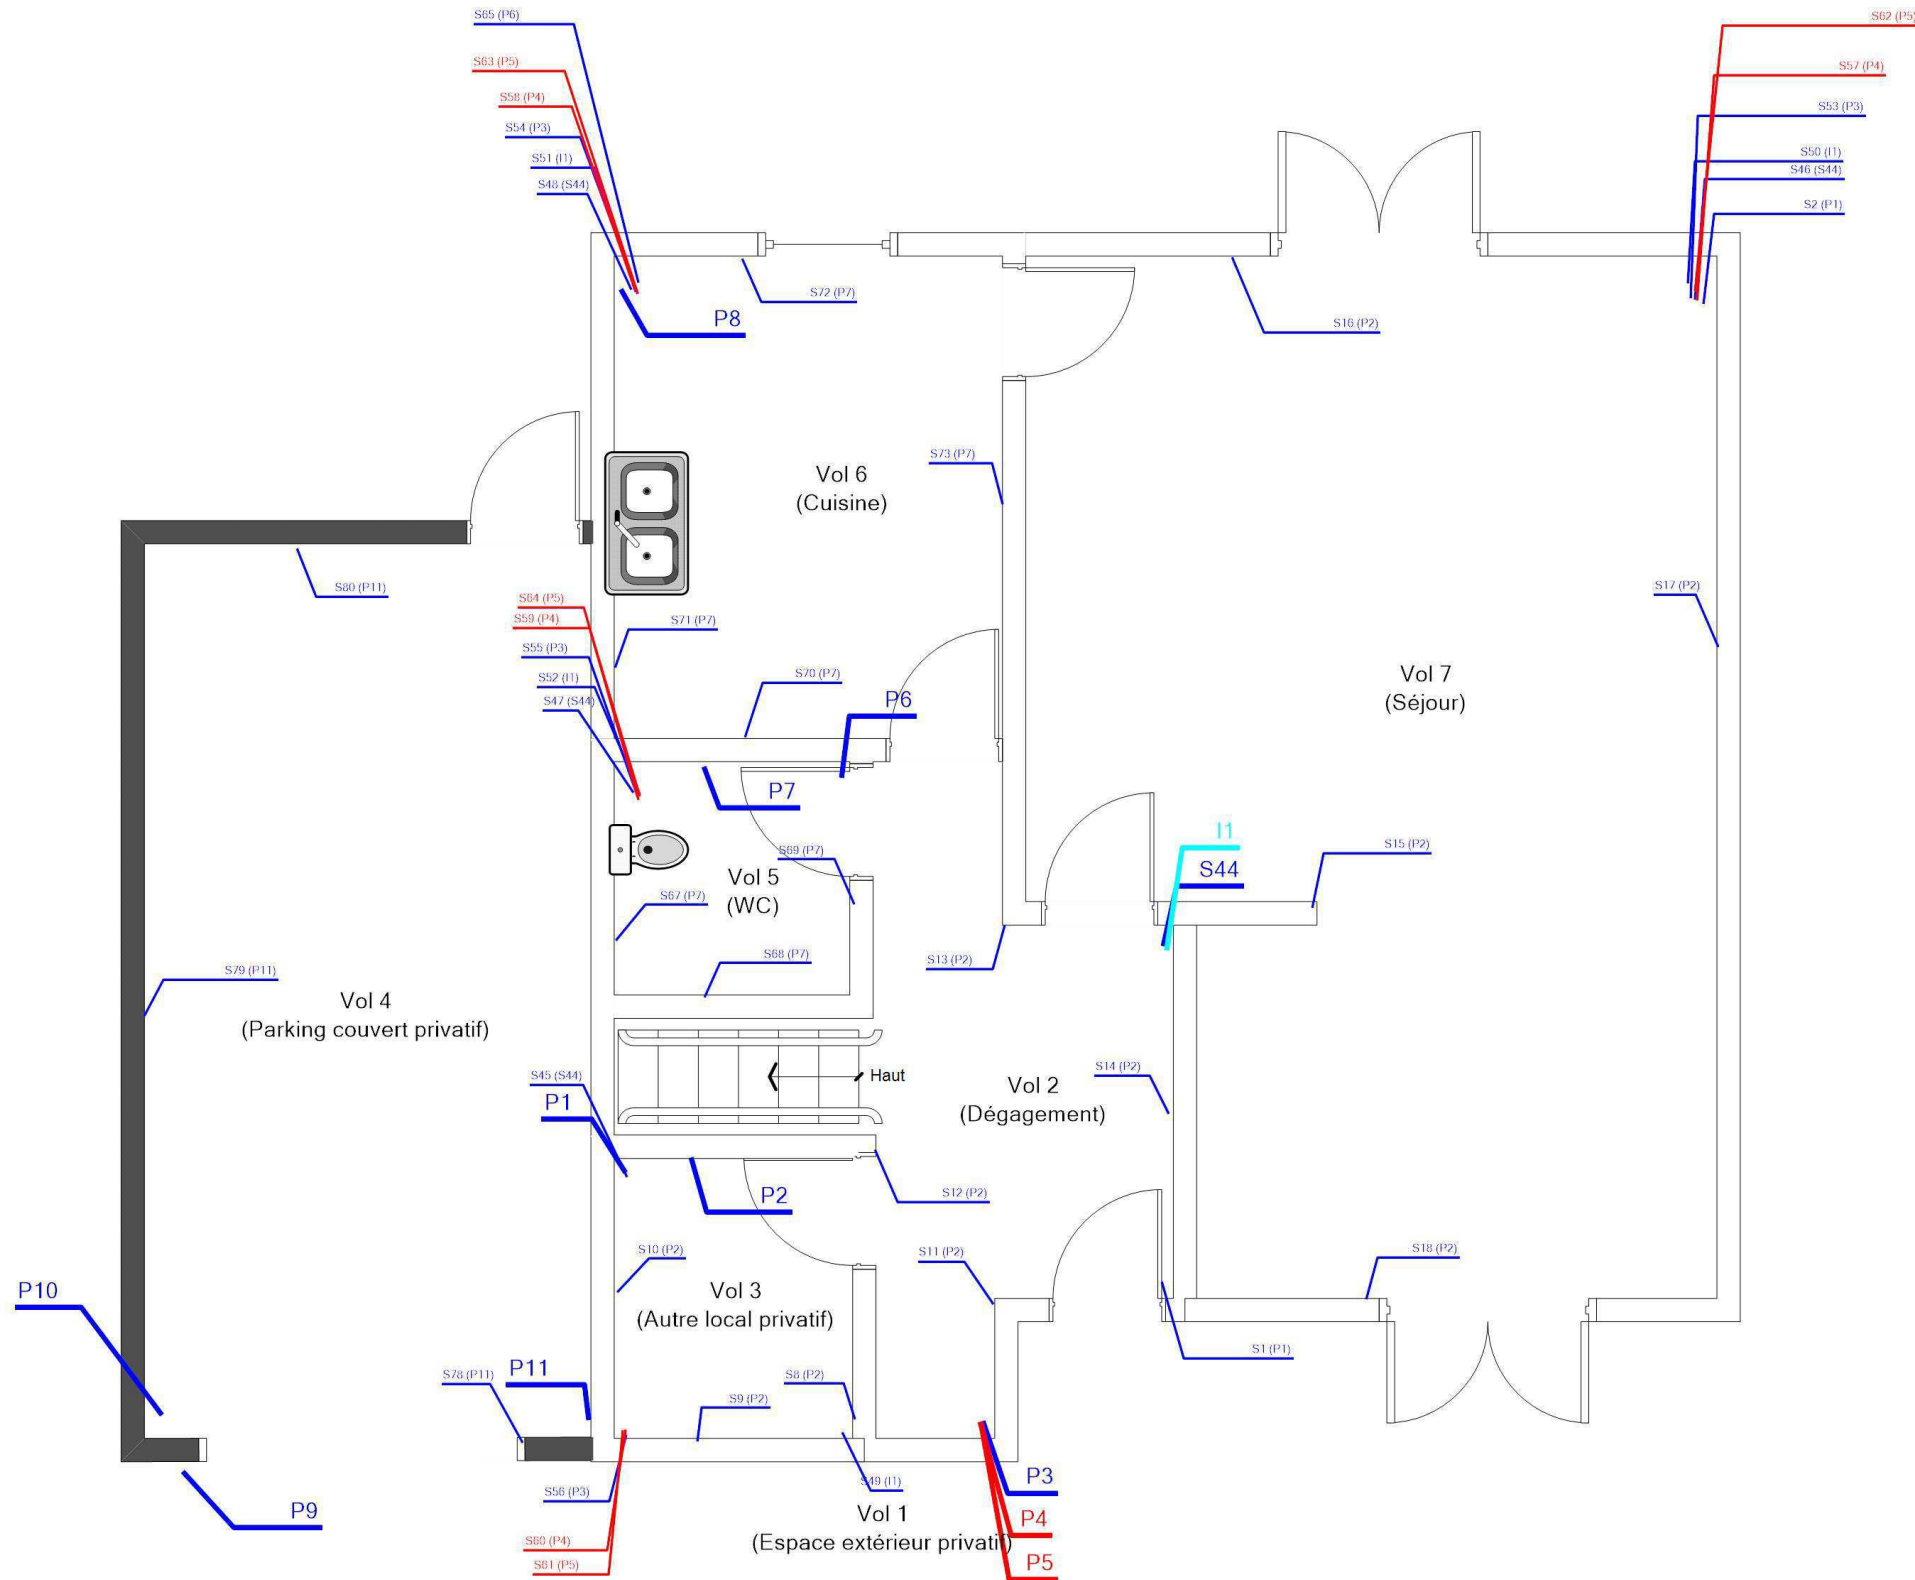 S65 (P6)
S62 (P5)
S63 (P5)
S57 (P4)
S58 (P4)
S53 (P3)
S54 (P3)
S50 (I1)
S51 (I1)
S46 (S44)
S48 (S44)
S2 (P1)
S72 (P7)
P8
S16 (P2)
Vol 6
(Cuisine)
S73 (P7)
S80 (P11)
S17 (P2)
S64 (P5)
S59 (P4)
S71 (P7)
S55 (P3)
S52 (I1)
S70 (P7)
S47 (S44)
P6
Vol 7
(Séjour)
P7
I1
S44
S15 (P2)
S69 (P7)
Vol 5
(WC)
S67 (P7)
S68 (P7)
S13 (P2)
S79 (P11)
Vol 4
(Parking couvert privatif)
S45 (S44)
Haut
S14 (P2)
Vol 2
(Dégagement)
P1
P2
S12 (P2)
S10 (P2)
S11 (P2)
S18 (P2)
P10
Vol 3
(Autre local privatif)
S1 (P1)
S78 (P11)
P11
S8 (P2)
S9 (P2)
P3
S56 (P3)
S49 (I1)
P9
Vol 1
(Espace extérieur privatif)
P4
S60 (P4)
S61 (P5)
P5